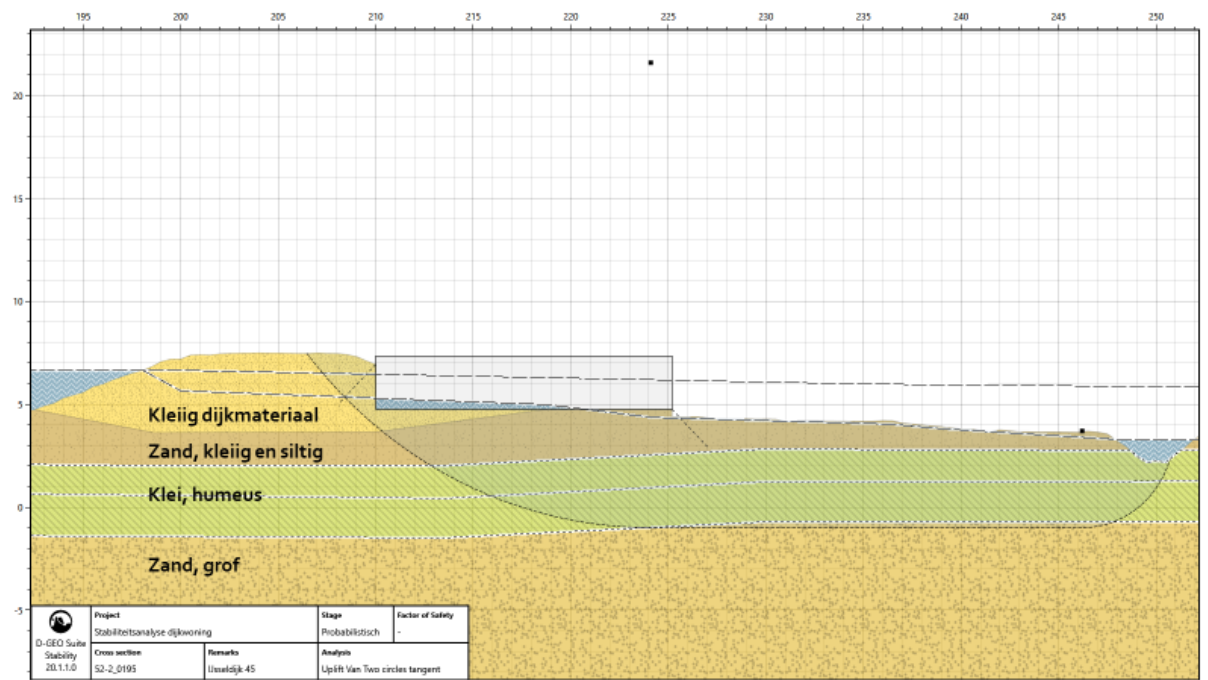 195 200 205 210 215 220 225 230 235 240 245 250
20
15
10
5
Kleiig dijkmateriaal
Zand, kleiig en siltig
Klei, humeus
0
Zand, grof
-5
Project Stage Factor of Safety
Stabiliteitsanalyse dijkwoning Probabilistisch -
D-GEO Suite
Stability
20.1.1.0
Cross section Remarks Analysis
S2-2_0195 IJsseldijk 45 Uplift Van Two circles tangent